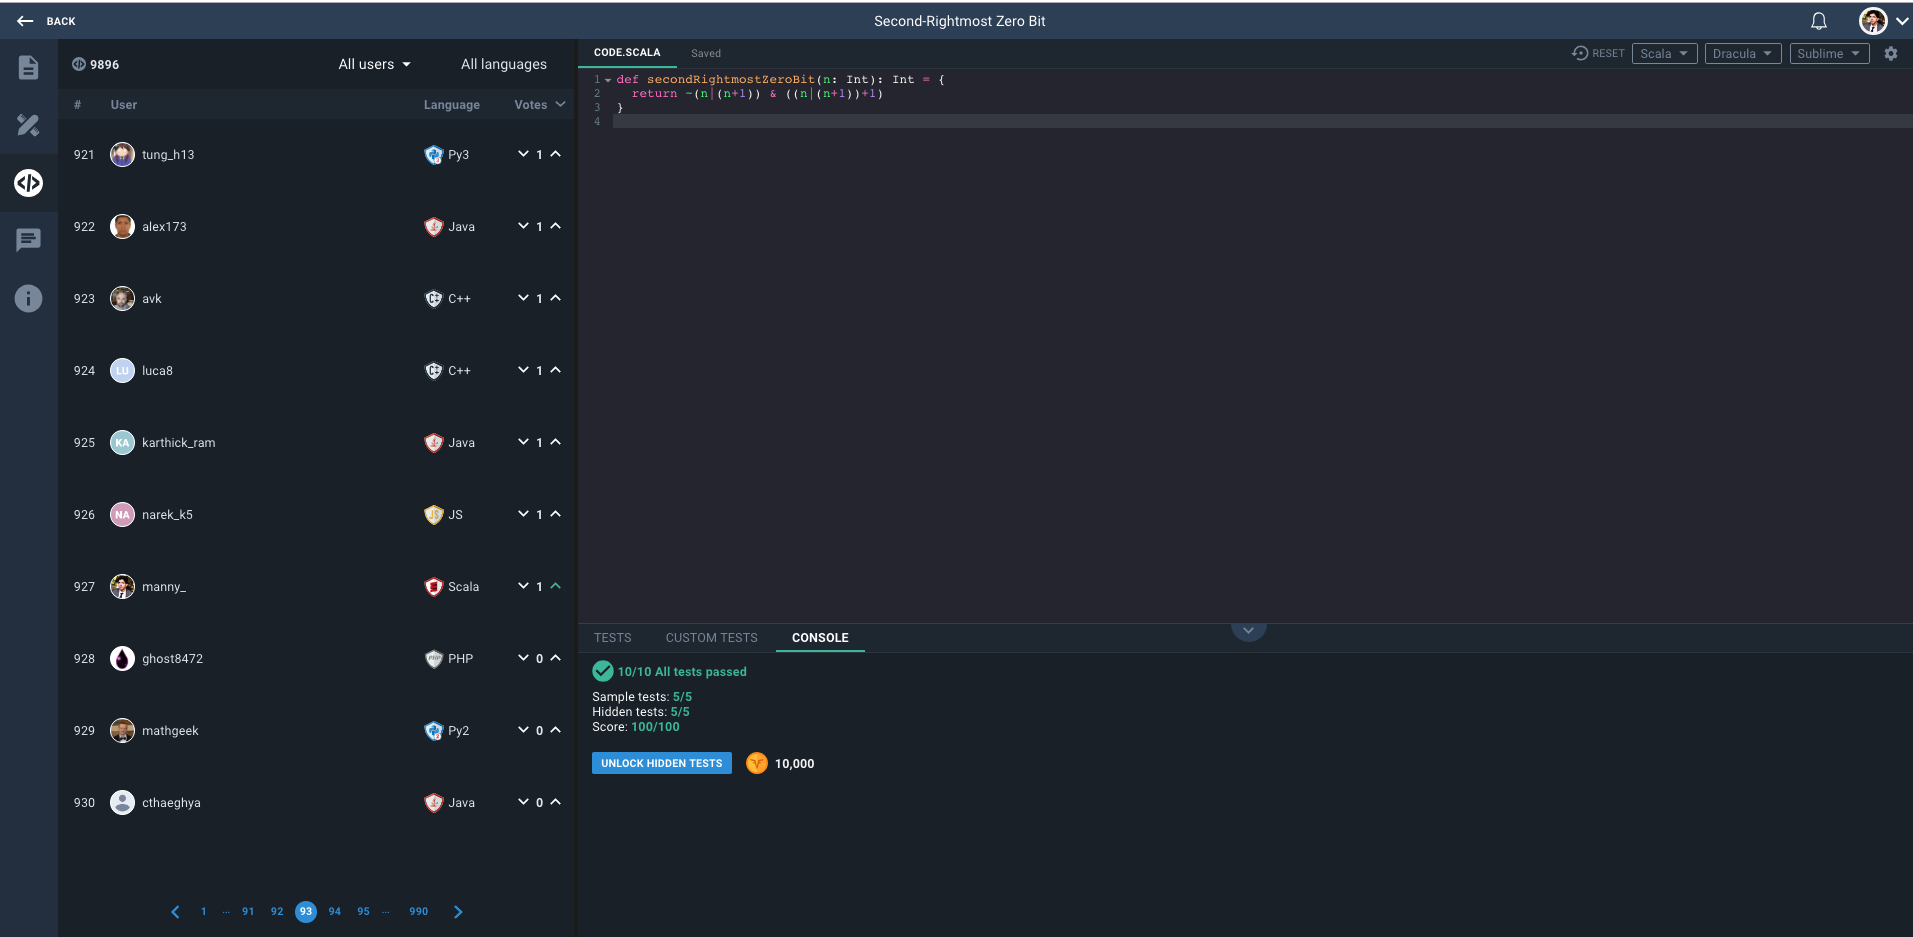 BACK
Second-Rightmost Zero Bit
9896
All users
All languages
# User Language Votes
921 tung_h13 Py3 1
922 alex173 Java 1
923 avk C++ 1
924 LU luca8 C++ 1
925 KA karthick_ram Java 1
926 NA narek_k5 JS JS 1
927 manny_ Scala 1
928 ghost8472 PHP PHP 0
929 mathgeek Py2 0
930 cthaeghya Java 0
1 ... 91 92 93 94 95 ... 990
CODE.SCALA Saved RESET Scala Dracula Sublime
1 def secondRightmostZeroBit(n: Int): Int = {
2 return ~(n|(n+1)) & ((n|(n+1))+1)
3 }
4
TESTS CUSTOM TESTS CONSOLE
10/10 All tests passed
Sample tests: 5/5
Hidden tests: 5/5
Score: 100/100
UNLOCK HIDDEN TESTS 10,000